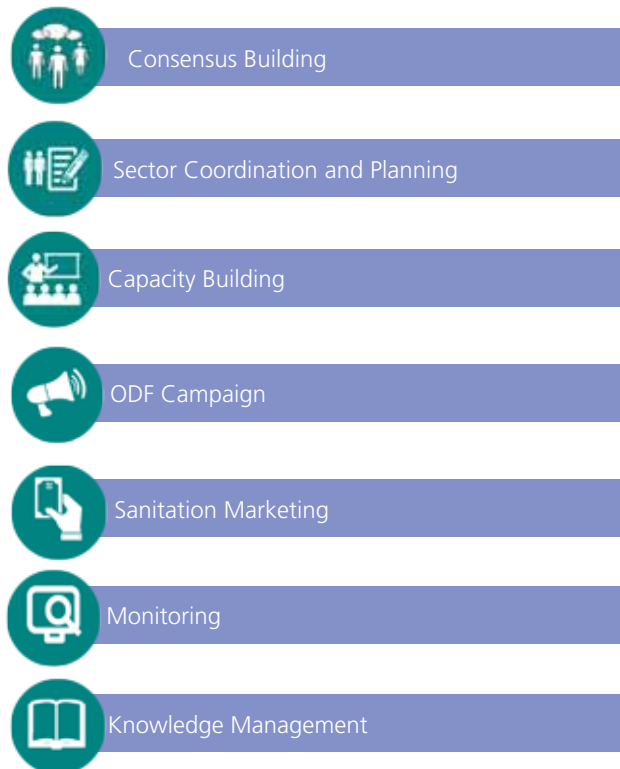 Consensus Building
Sector Coordination and Planning
Capacity Building
ODF Campaign
Sanitation Marketing
Monitoring
Knowledge Management